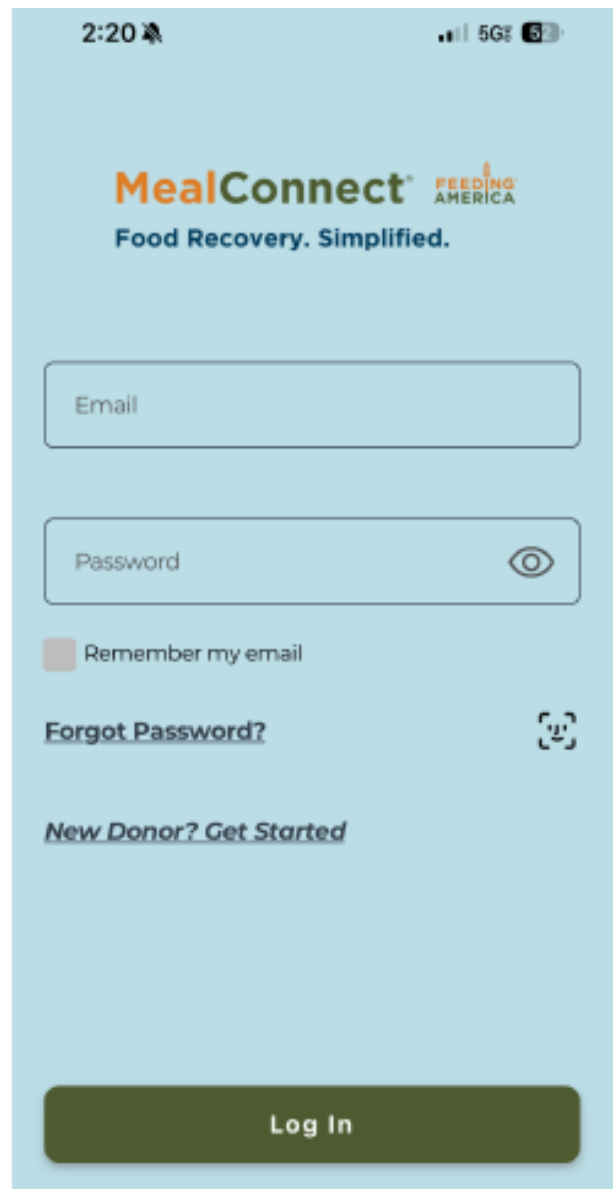 2:20 5G 52
MealConnect® FEEDING AMERICA
Food Recovery. Simplified.
Email
Password
Remember my email
Forgot Password?
New Donor? Get Started
Log In